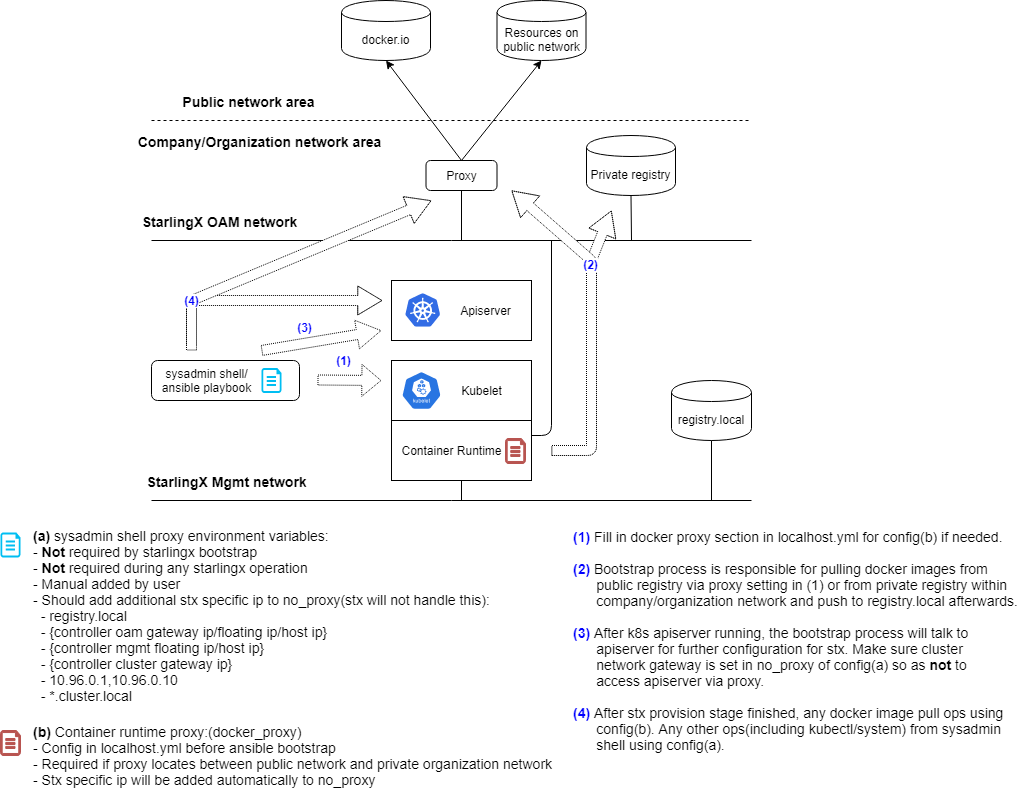 docker.io
Resources on
public network
Public network area
Company/Organization network area
Proxy
Private registry
StarlingX OAM network
(2)
(4)
Apiserver
(3)
(1)
sysadmin shell/
ansible playbook
kubelet
Kubelet
registry.local
Container Runtime
StarlingX Mgmt network
(a) sysadmin shell proxy environment variables:
- Not required by starlingx bootstrap
- Not required during any starlingx operation
- Manual added by user
- Should add additional stx specific ip to no_proxy(stx will not handle this):
- registry.local
- {controller oam gateway ip/floating ip/host ip}
- {controller mgmt floating ip/host ip}
- {controller cluster gateway ip}
- 10.96.0.1,10.96.0.10
- *.cluster.local
(b) Container runtime proxy:(docker_proxy)
- Config in localhost.yml before ansible bootstrap
- Required if proxy locates between public network and private organization network
- Stx specific ip will be added automatically to no_proxy
(1) Fill in docker proxy section in localhost.yml for config(b) if needed.
(2) Bootstrap process is responsible for pulling docker images from
public registry via proxy setting in (1) or from private registry within
company/organization network and push to registry.local afterwards.
(3) After k8s apiserver running, the bootstrap process will talk to
apiserver for further configuration for stx. Make sure cluster
network gateway is set in no_proxy of config(a) so as not to
access apiserver via proxy.
(4) After stx provision stage finished, any docker image pull ops using
config(b). Any other ops(including kubectl/system) from sysadmin
shell using config(a).